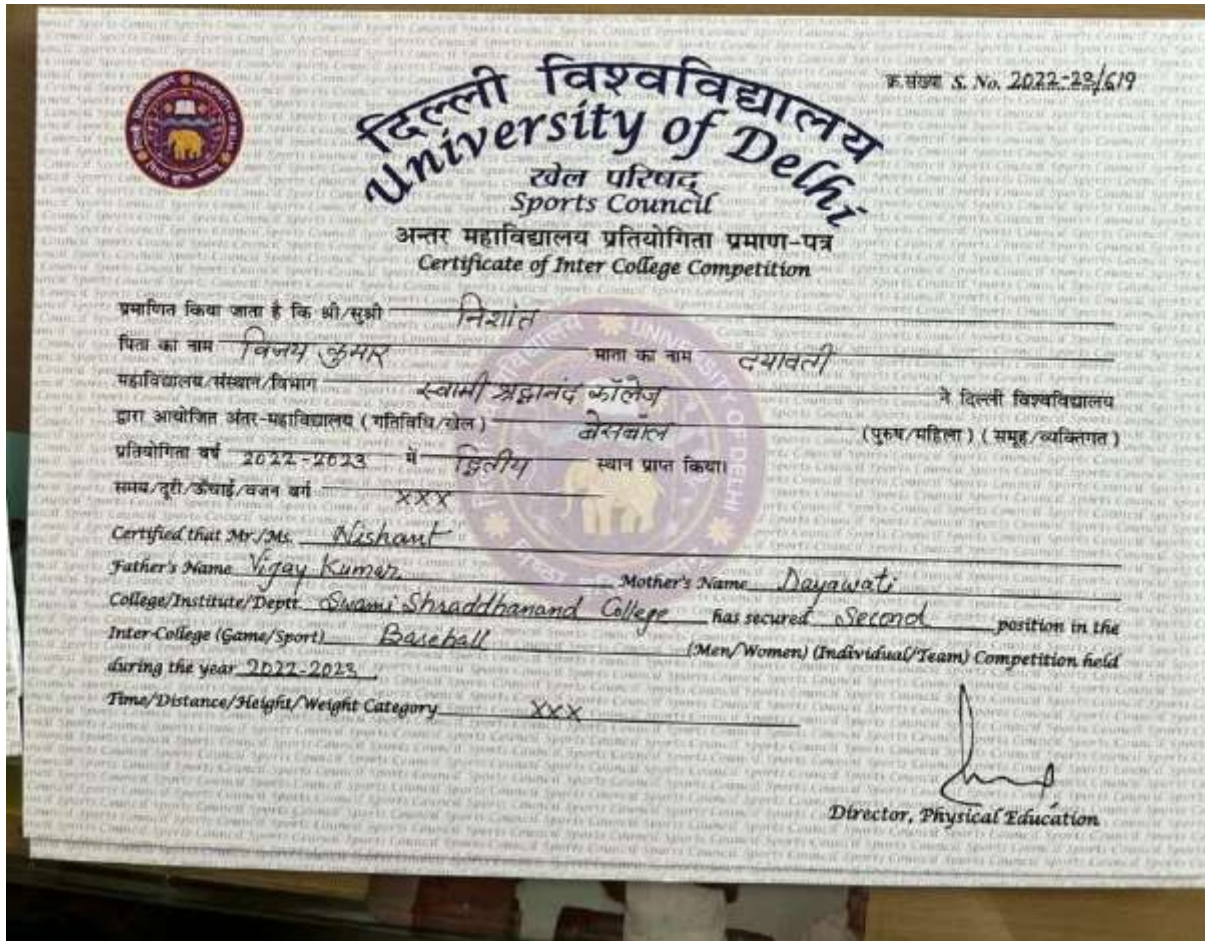 क्र.संख्या S. No. 2022-23/619
दिल्ली विश्वविद्यालय
University of Delhi
खेल परिषद्
Sports Council
अन्तर महाविद्यालय प्रतियोगिता प्रमाण-पत्र
Certificate of Inter College Competition
प्रमाणित किया जाता है कि श्री/सुश्री निशांत
पिता का नाम विजय कुमार माता का नाम दयावती
महाविद्यालय/संस्थान/विभाग स्वामी श्रद्धानंद कॉलेज ने दिल्ली विश्वविद्यालय
द्वारा आयोजित अंतर-महाविद्यालय (गतिविधि/खेल) बेसबॉल (पुरुष/महिला) (समूह/व्यक्तिगत)
प्रतियोगिता वर्ष 2022-2023 में द्वितीय स्थान प्राप्त किया।
समय/दूरी/ऊँचाई/वजन वर्ग xxx
Certified that Mr./Ms. Nishant
Father's Name Vijay Kumar Mother's Name Dayawati
College/Institute/Deptt. Swami Shraddhanand College has secured Second position in the
Inter-College (Game/Sport) Baseball (Men/Women) (Individual/Team) Competition held
during the year 2022-2023
Time/Distance/Height/Weight Category xxx
Director, Physical Education